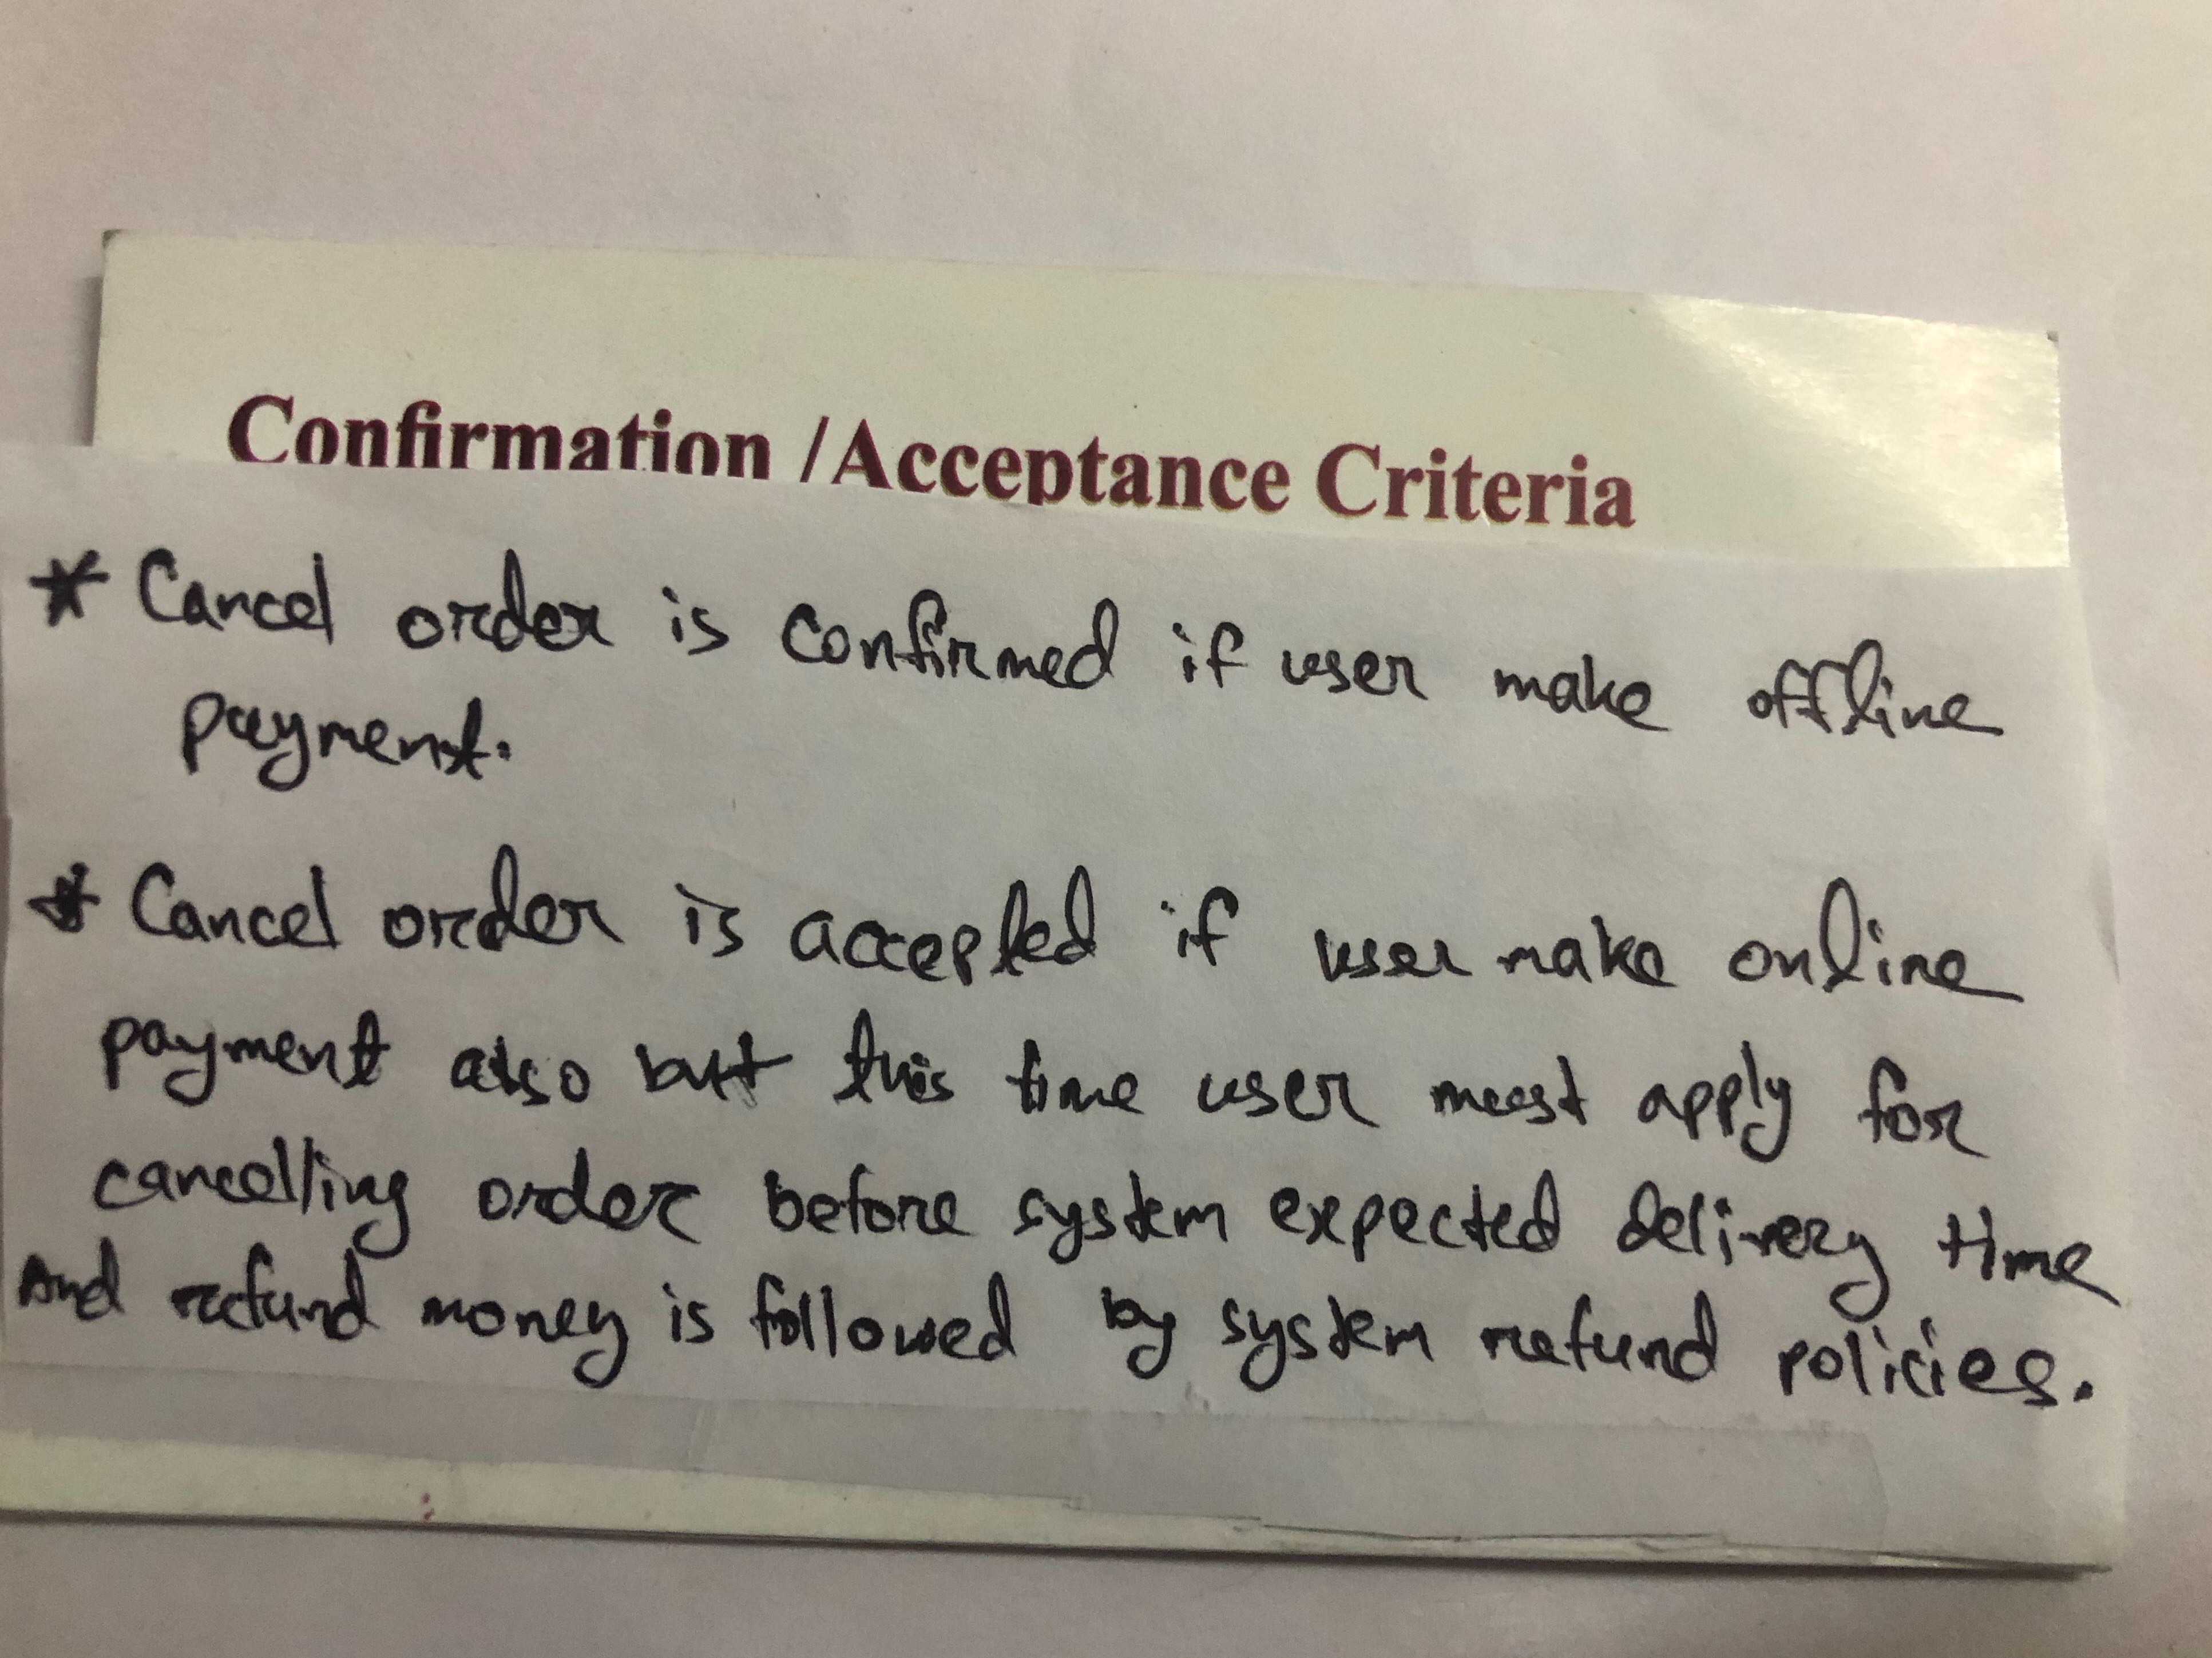 Confirmation /Acceptance Criteria
* Cancel order is confirmed if user make offline
payment.
* Cancel order is accepted if user make online
payment also but this time user must apply for
cancelling order before system expected delivery time
And refund money is followed by system refund policies.